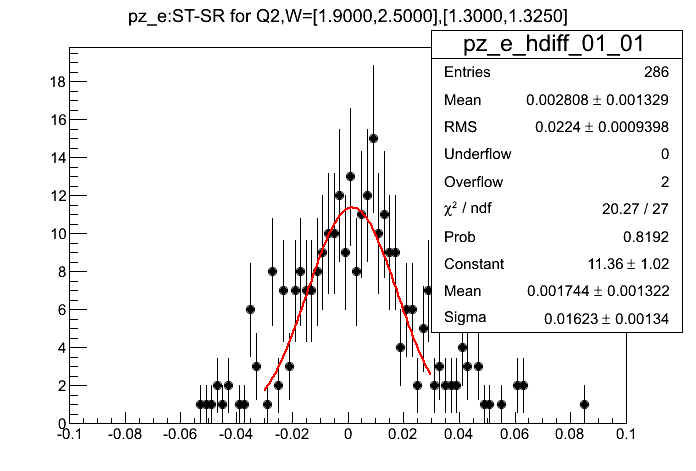 pz_e:ST-SR for Q2,W=[1.9000,2.5000],[1.3000,1.3250]
pz_e_hdiff_01_01
Entries 286
Mean 0.002808 ± 0.001329
RMS 0.0224 ± 0.0009398
Underflow 0
Overflow 2
χ² / ndf 20.27 / 27
Prob 0.8192
Constant 11.36 ± 1.02
Mean 0.001744 ± 0.001322
Sigma 0.01623 ± 0.00134
18
16
14
12
10
8
6
4
2
0
-0.1 -0.08 -0.06 -0.04 -0.02 0 0.02 0.04 0.06 0.08 0.1